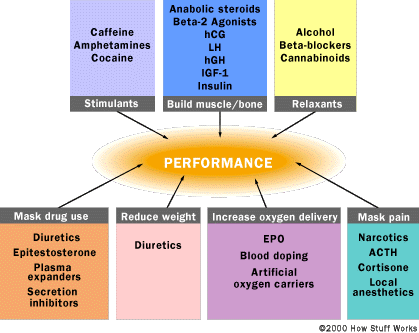 Caffeine
Amphetamines
Cocaine
Stimulants
Anabolic steroids
Beta-2 Agonists
hCG
LH
hGH
IGF-1
Insulin
Build muscle/bone
Alcohol
Beta-blockers
Cannabinoids
Relaxants
PERFORMANCE
Mask drug use
Diuretics
Epitestosterone
Plasma
expanders
Secretion
inhibitors
Reduce weight
Diuretics
Increase oxygen delivery
EPO
Blood doping
Artificial
oxygen carriers
Mask pain
Narcotics
ACTH
Cortisone
Local
anesthetics
©2000 How Stuff Works